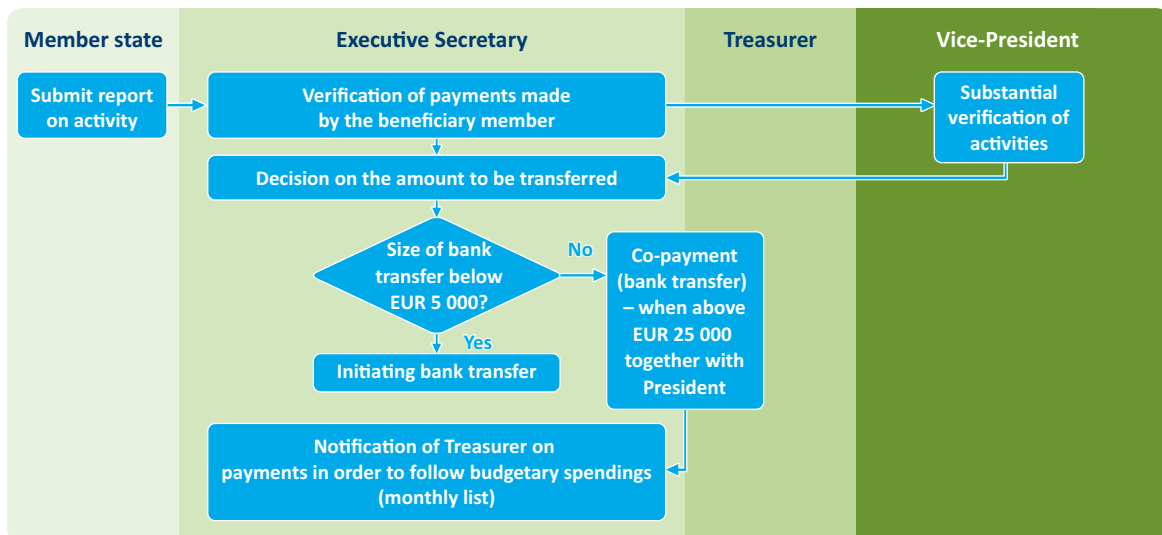 Member state
Executive Secretary
Treasurer
Vice-President
Submit report
on activity
Verification of payments made
by the beneficiary member
Substantial
verification of
activities
Decision on the amount to be transferred
Size of bank
transfer below
EUR 5 000?
No
Co-payment
(bank transfer)
– when above
EUR 25 000
together with
President
Yes
Initiating bank transfer
Notification of Treasurer on
payments in order to follow budgetary spendings
(monthly list)